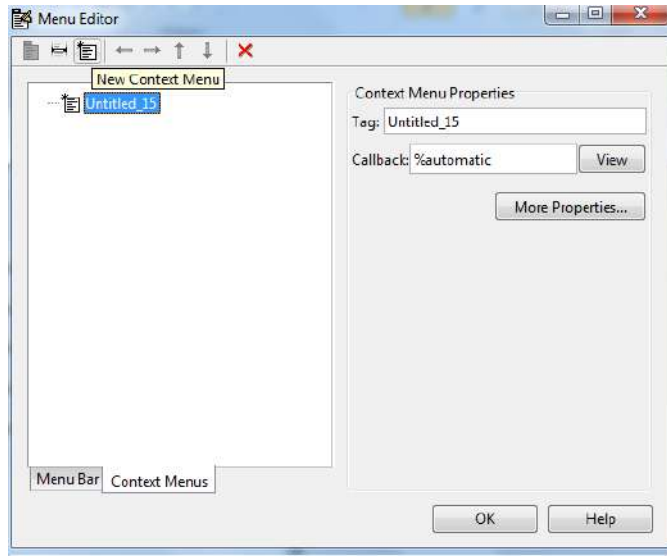 Menu Editor
New Context Menu
Untitled_15
Context Menu Properties
Tag: Untitled_15
Callback: %automatic View
More Properties...
Menu Bar Context Menus
OK Help